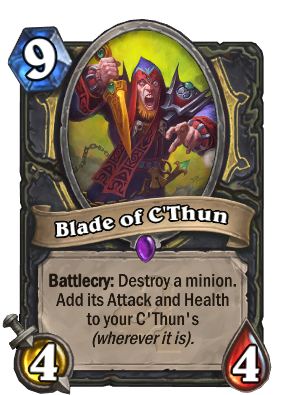 9
Blade of C'Thun
Battlecry: Destroy a minion.
Add its Attack and Health
to your C'Thun's
(wherever it is).
4
4